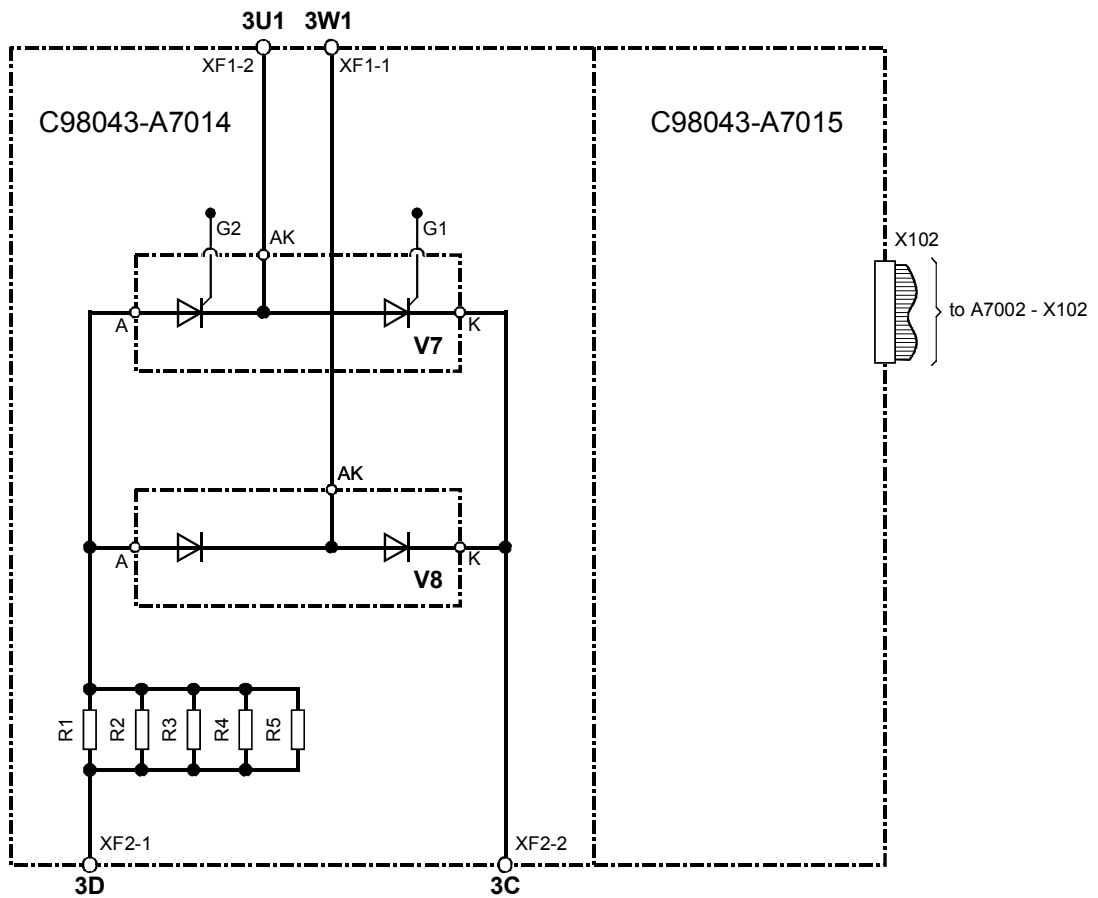 3U1 3W1
XF1-2 XF1-1
C98043-A7014 C98043-A7015
G2 G1
AK
X102
to A7002 - X102
A K
V7
AK
A K
V8
R1 R2 R3 R4 R5
XF2-1 XF2-2
3D 3C